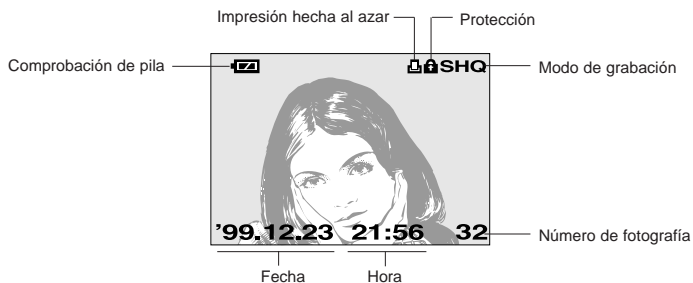 Impresión hecha al azar
Protección
Comprobación de pila
SHQ
Modo de grabación
'99.12.23 21:56 32
Número de fotografía
Fecha
Hora